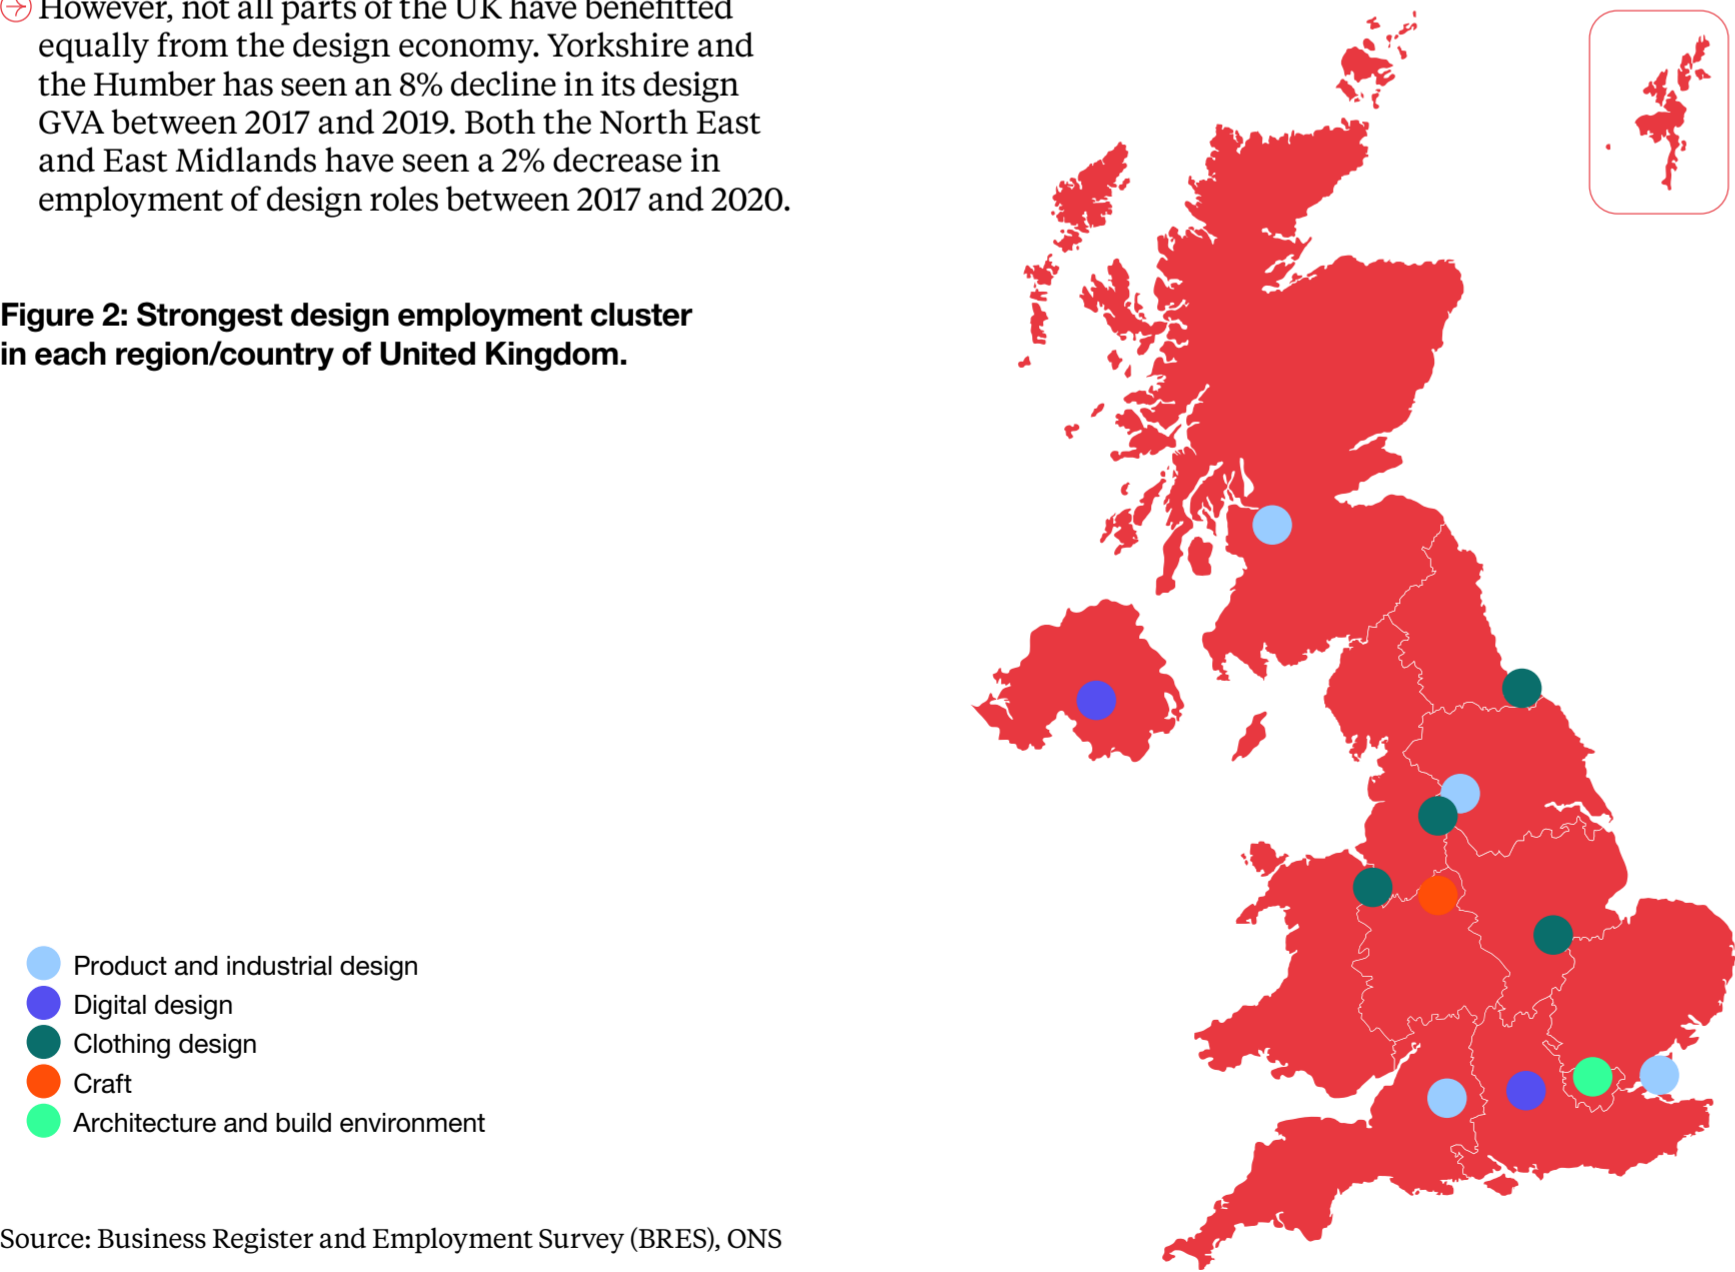 However, not all parts of the UK have benefitted
equally from the design economy. Yorkshire and
the Humber has seen an 8% decline in its design
GVA between 2017 and 2019. Both the North East
and East Midlands have seen a 2% decrease in
employment of design roles between 2017 and 2020.
Figure 2: Strongest design employment cluster
in each region/country of United Kingdom.
Product and industrial design
Digital design
Clothing design
Craft
Architecture and build environment
Source: Business Register and Employment Survey (BRES), ONS